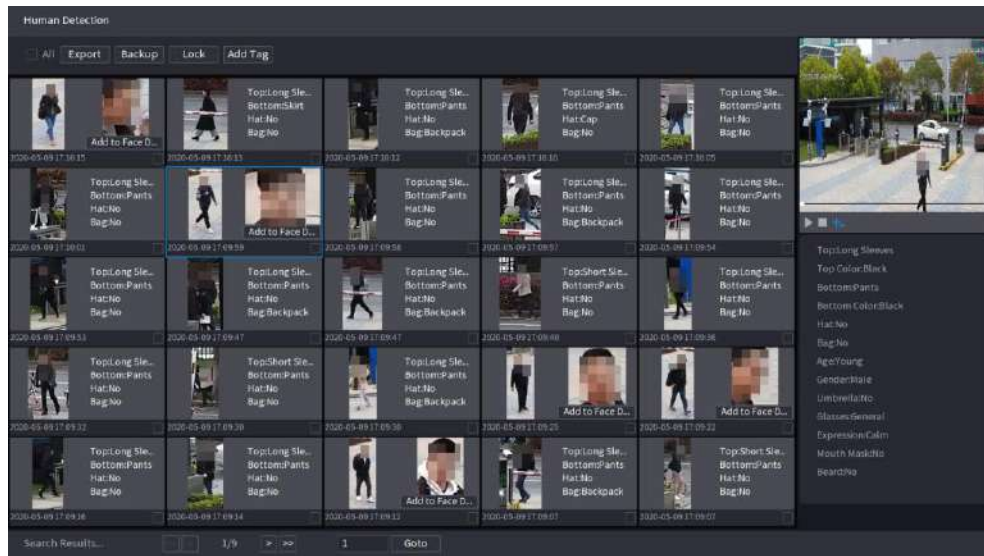 Human Detection
All Export Backup Lock Add Tag
Add to Face D...
2020-05-09 17:10:15
Top:Long Sle...
Bottom:Skirt
Hat:No
Bag:No
2020-05-09 17:10:13
Top:Long Sle...
Bottom:Pants
Hat:No
Bag:Backpack
2020-05-09 17:10:12
Top:Long Sle...
Bottom:Pants
Hat:Cap
Bag:No
2020-05-09 17:10:10
Top:Long Sle...
Bottom:Pants
Hat:No
Bag:No
2020-05-09 17:10:05
Top:Long Sle...
Bottom:Pants
Hat:No
Bag:No
2020-05-09 17:10:01
Add to Face D...
2020-05-09 17:09:59
Top:Long Sle...
Bottom:Pants
Hat:No
Bag:No
2020-05-09 17:09:58
Top:Long Sle...
Bottom:Pants
Hat:No
Bag:Backpack
2020-05-09 17:09:57
Top:Long Sle...
Bottom:Pants
Hat:No
Bag:No
2020-05-09 17:09:54
Top:Long Sle...
Bottom:Pants
Hat:No
Bag:No
2020-05-09 17:09:53
Top:Long Sle...
Bottom:Pants
Hat:No
Bag:Backpack
2020-05-09 17:09:47
Top:Long Sle...
Bottom:Pants
Hat:No
Bag:Backpack
2020-05-09 17:09:47
Top:Short Sle...
Bottom:Pants
Hat:No
Bag:No
2020-05-09 17:09:40
Top:Long Sle...
Bottom:Pants
Hat:No
Bag:No
2020-05-09 17:09:36
Top:Long Sle...
Bottom:Pants
Hat:No
Bag:No
2020-05-09 17:09:32
Top:Short Sle...
Bottom:Pants
Hat:No
Bag:No
2020-05-09 17:09:30
Top:Long Sle...
Bottom:Pants
Hat:No
Bag:Backpack
2020-05-09 17:09:30
Add to Face D...
2020-05-09 17:09:25
Add to Face D...
2020-05-09 17:09:22
Top:Long Sle...
Bottom:Pants
Hat:No
Bag:No
2020-05-09 17:09:16
Top:Long Sle...
Bottom:Pants
Hat:No
Bag:No
2020-05-09 17:09:14
Add to Face D...
2020-05-09 17:09:13
Top:Long Sle...
Bottom:Pants
Hat:No
Bag:Backpack
2020-05-09 17:09:07
Top:Short Sle...
Bottom:Pants
Hat:No
Bag:No
2020-05-09 17:09:07
Top:Long Sleeves
Top Color:Black
Bottom:Pants
Bottom Color:Black
Hat:No
Bag:No
Age:Young
Gender:Male
Umbrella:No
Glasses:General
Expression:Calm
Mouth Mask:No
Beard:No
Search Results... 1/9 > >> 1 Goto